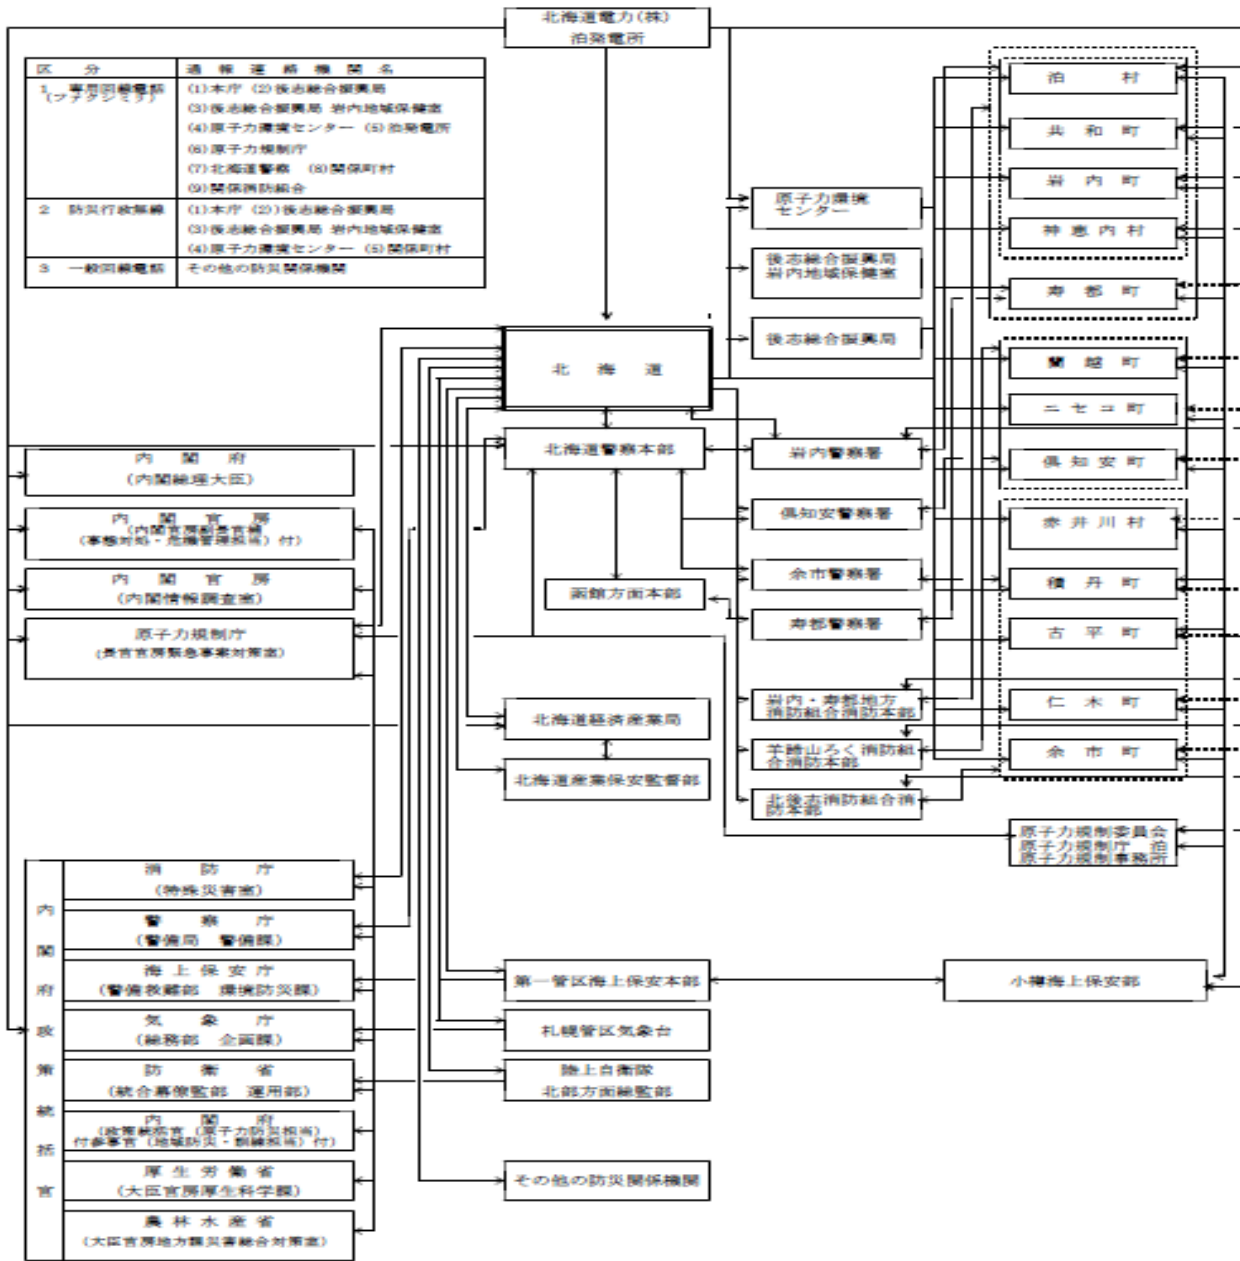 北海道電力(株)
泊発電所
区 分
通 報 連 絡 機 関 名
1 専用回線電話
(ファクシミリ)
(1)本庁 (2)後志総合振興局
(3)後志総合振興局 岩内地域保健室
(4)原子力環境センター (5)泊発電所
(6)原子力規制庁
(7)北海道警察 (8)関係町村
(9)関係消防組合
2 防災行政無線
(1)本庁 (2))後志総合振興局
(3)後志総合振興局 岩内地域保健室
(4)原子力環境センター (5)関係町村
3 一般回線電話
その他の防災関係機関
泊 村
共 和 町
岩 内 町
神 恵 内 村
寿 都 町
蘭 越 町
ニ セ コ 町
倶 知 安 町
赤 井 川 村
積 丹 町
古 平 町
仁 木 町
余 市 町
原子力環境
センター
後志総合振興局
岩内地域保健室
後志総合振興局
北 海 道
北海道警察本部
岩内警察署
倶知安警察署
余市警察署
寿都警察署
函館方面本部
岩内・寿都地方
消防組合消防本部
羊蹄山ろく消防組
合消防本部
北後志消防組合消
防本部
原子力規制委員会
原子力規制庁 泊
原子力規制事務所
内 閣 府
(内閣総理大臣)
内 閣 官 房
(内閣官房副長官補
(事態対処・危機管理担当)付)
内 閣 官 房
(内閣情報調査室)
原子力規制庁
(長官官房緊急事案対策室)
北海道経済産業局
北海道産業保安監督部
内閣府政策統括官
消 防 庁
(特殊災害室)
警 察 庁
(警備局 警備課)
海 上 保 安 庁
(警備救難部 環境防災課)
気 象 庁
(総務部 企画課)
防 衛 省
(統合幕僚監部 運用部)
内 閣 府
(政策統括官(原子力防災担当)
付参事官(地域防災・訓練担当)付)
厚 生 労 働 省
(大臣官房厚生科学課)
農 林 水 産 省
(大臣官房地方課災害総合対策室)
第一管区海上保安本部
小樽海上保安部
札幌管区気象台
陸上自衛隊
北部方面総監部
その他の防災関係機関